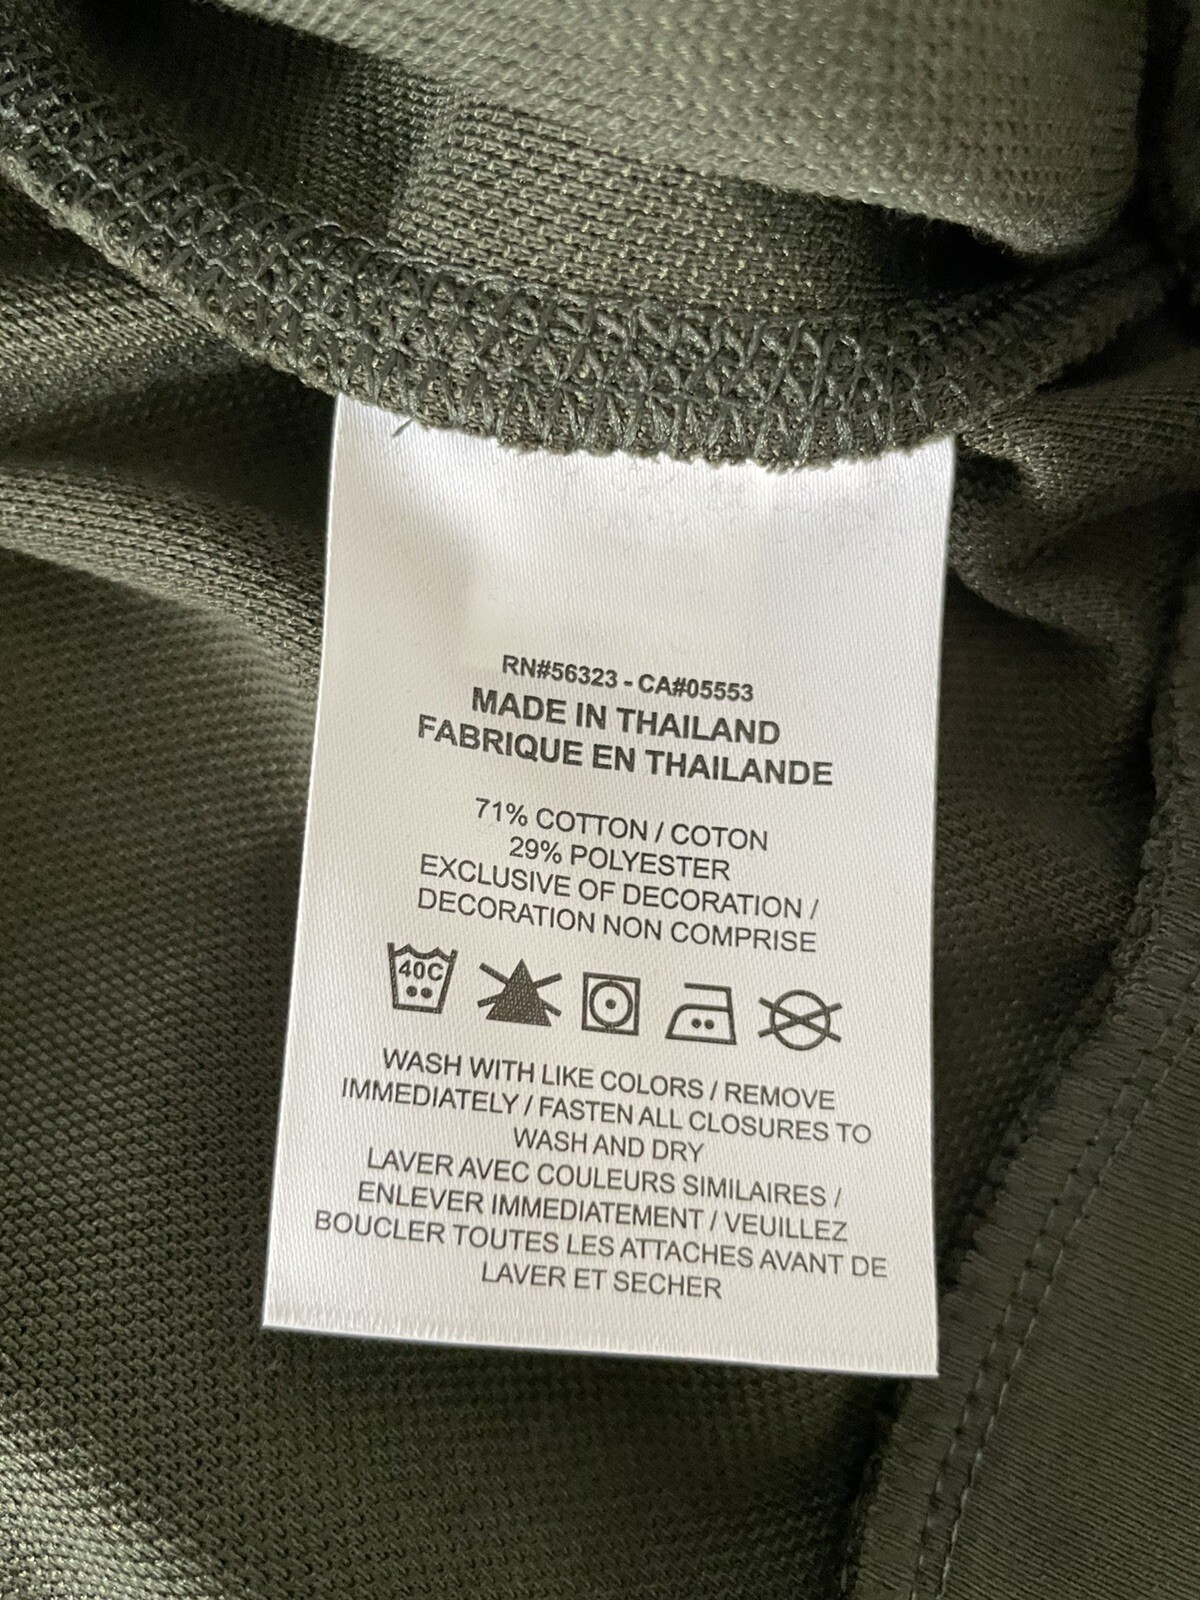 RN#56323 - CA#05553
MADE IN THAILAND
FABRIQUE EN THAILANDE
71% COTTON / COTON
29% POLYESTER
EXCLUSIVE OF DECORATION /
DECORATION NON COMPRISE
40C
WASH WITH LIKE COLORS / REMOVE
IMMEDIATELY / FASTEN ALL CLOSURES TO
WASH AND DRY
LAVER AVEC COULEURS SIMILAIRES /
ENLEVER IMMEDIATEMENT / VEUILLEZ
BOUCLER TOUTES LES ATTACHES AVANT DE
LAVER ET SECHER